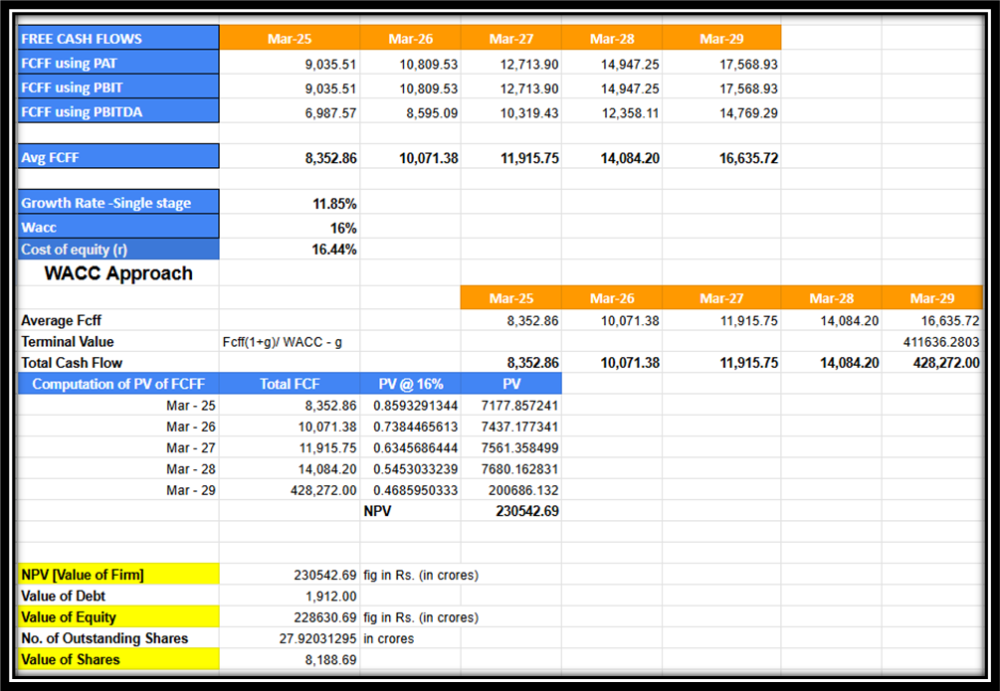 FREE CASH FLOWS Mar-25 Mar-26 Mar-27 Mar-28 Mar-29
FCFF using PAT 9,035.51 10,809.53 12,713.90 14,947.25 17,568.93
FCFF using PBIT 9,035.51 10,809.53 12,713.90 14,947.25 17,568.93
FCFF using PBITDA 6,987.57 8,595.09 10,319.43 12,358.11 14,769.29
Avg FCFF 8,352.86 10,071.38 11,915.75 14,084.20 16,635.72
Growth Rate -Single stage 11.85%
Wacc 16%
Cost of equity (r) 16.44%
WACC Approach
Mar-25 Mar-26 Mar-27 Mar-28 Mar-29
Average Fcff 8,352.86 10,071.38 11,915.75 14,084.20 16,635.72
Terminal Value Fcff(1+g)/ WACC - g 411636.2803
Total Cash Flow 8,352.86 10,071.38 11,915.75 14,084.20 428,272.00
Computation of PV of FCFF Total FCF PV @ 16% PV
Mar - 25 8,352.86 0.8593291344 7177.857241
Mar - 26 10,071.38 0.7384465613 7437.177341
Mar - 27 11,915.75 0.6345686444 7561.358499
Mar - 28 14,084.20 0.5453033239 7680.162831
Mar - 29 428,272.00 0.4685950333 200686.132
NPV 230542.69
NPV [Value of Firm] 230542.69 fig in Rs. (in crores)
Value of Debt 1,912.00
Value of Equity 228630.69 fig in Rs. (in crores)
No. of Outstanding Shares 27.92031295 in crores
Value of Shares 8,188.69